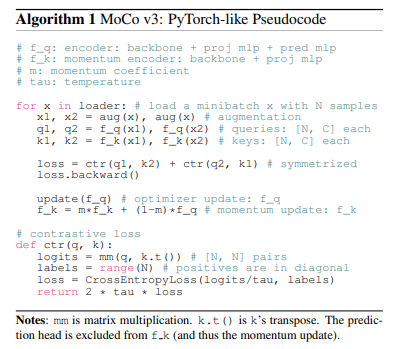 Algorithm 1 MoCo v3: PyTorch-like Pseudocode
# f_q: encoder: backbone + proj mlp + pred mlp
# f_k: momentum encoder: backbone + proj mlp
# m: momentum coefficient
# tau: temperature
for x in loader: # load a minibatch x with N samples
x1, x2 = aug(x), aug(x) # augmentation
q1, q2 = f_q(x1), f_q(x2) # queries: [N, C] each
k1, k2 = f_k(x1), f_k(x2) # keys: [N, C] each
loss = ctr(q1, k2) + ctr(q2, k1) # symmetrized
loss.backward()
update(f_q) # optimizer update: f_q
f_k = m*f_k + (1-m)*f_q # momentum update: f_k
# contrastive loss
def ctr(q, k):
logits = mm(q, k.t()) # [N, N] pairs
labels = range(N) # positives are in diagonal
loss = CrossEntropyLoss(logits/tau, labels)
return 2 * tau * loss
Notes: mm is matrix multiplication. k.t() is k's transpose. The predic-
tion head is excluded from f_k (and thus the momentum update).